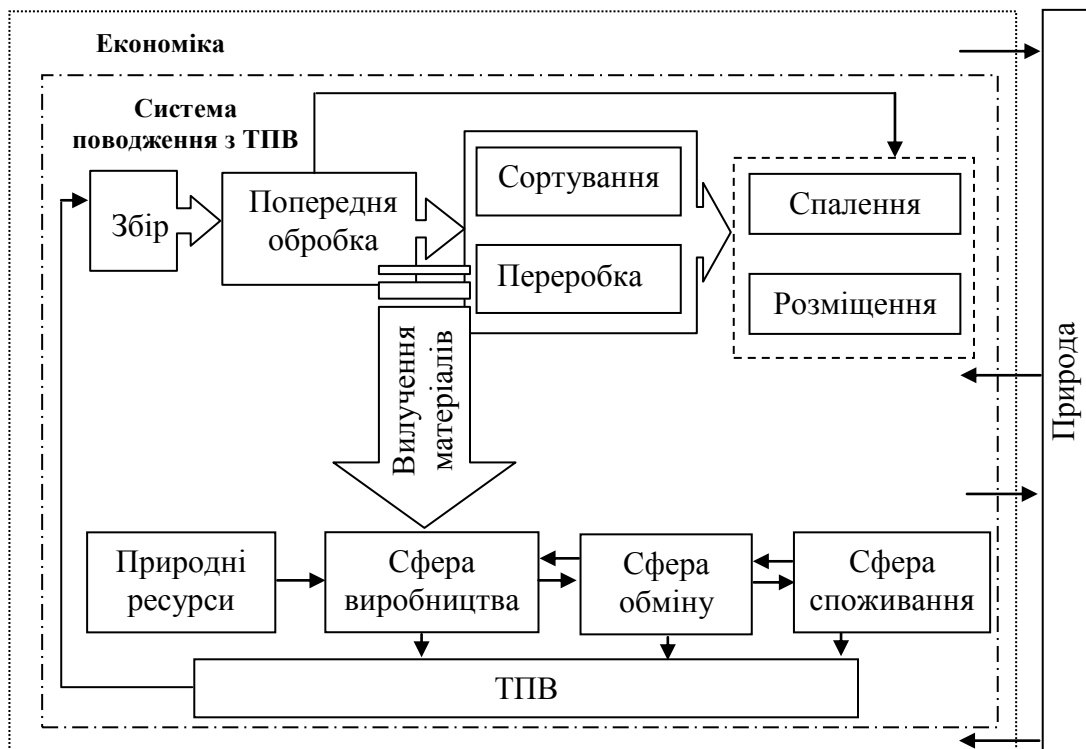 Економіка
Система
поводження з ТПВ
Збір
Попередня
обробка
Сортування
Переробка
Спалення
Розміщення
Вилучення
матеріалів
Природні
ресурси
Сфера
виробництва
Сфера
обміну
Сфера
споживання
ТПВ
Природа